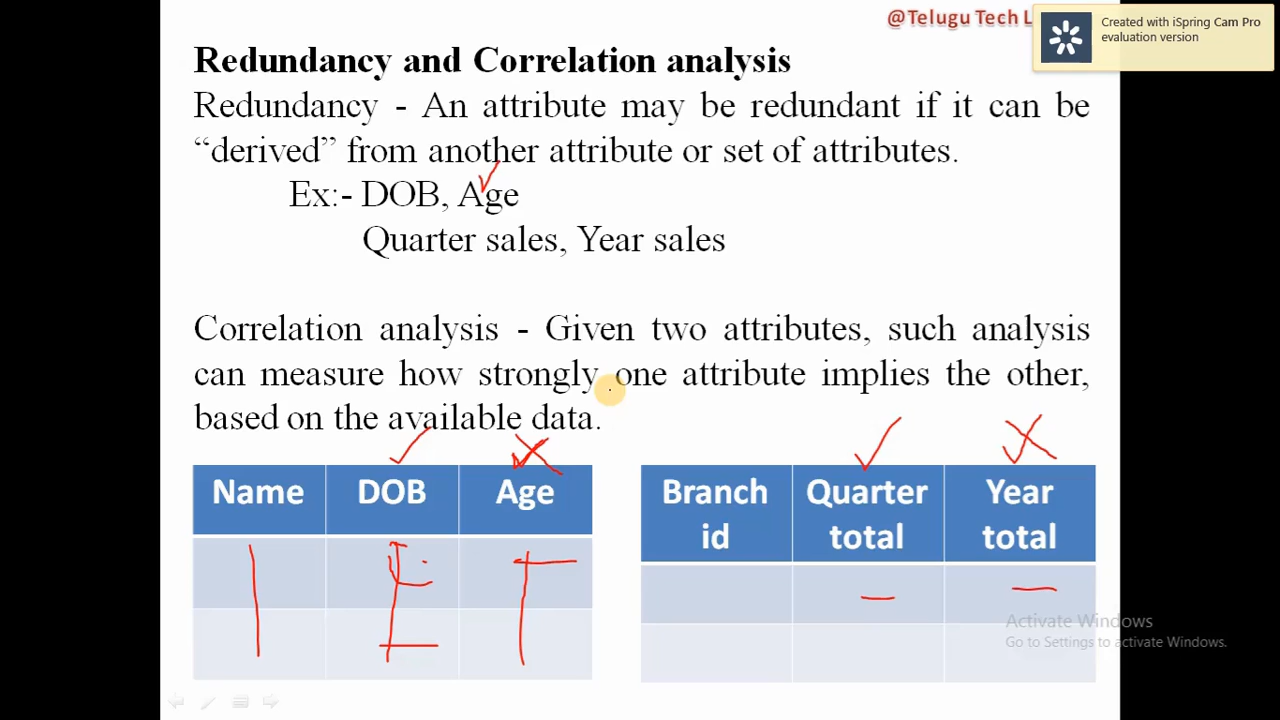 @Telugu Tech L
Created with iSpring Cam Pro
evaluation version
Redundancy and Correlation analysis
Redundancy - An attribute may be redundant if it can be
“derived” from another attribute or set of attributes.
Ex:- DOB, Age
Quarter sales, Year sales
Correlation analysis - Given two attributes, such analysis
can measure how strongly one attribute implies the other,
based on the available data.
Name DOB Age
Branch id Quarter total Year total
Activate Windows
Go to Settings to activate Windows.